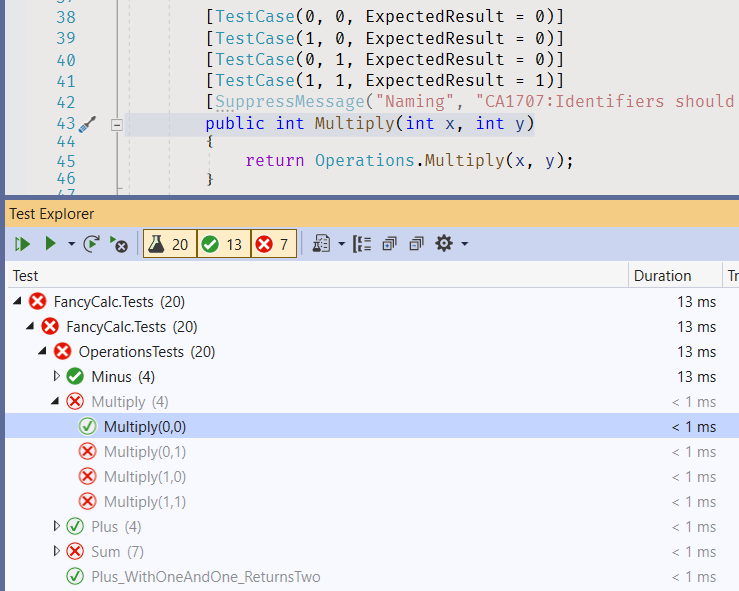 38 [TestCase(0, 0, ExpectedResult = 0)]
39 [TestCase(1, 0, ExpectedResult = 0)]
40 [TestCase(0, 1, ExpectedResult = 0)]
41 [TestCase(1, 1, ExpectedResult = 1)]
42 [SuppressMessage("Naming", "CA1707:Identifiers should
43 public int Multiply(int x, int y)
44 {
45 return Operations.Multiply(x, y);
46 }
47
Test Explorer
20 13 7
Test Duration Tr
FancyCalc.Tests (20) 13 ms
FancyCalc.Tests (20) 13 ms
OperationsTests (20) 13 ms
Minus (4) 13 ms
Multiply (4) < 1 ms
Multiply(0,0) < 1 ms
Multiply(0,1) < 1 ms
Multiply(1,0) < 1 ms
Multiply(1,1) < 1 ms
Plus (4) < 1 ms
Sum (7) < 1 ms
Plus_WithOneAndOne_ReturnsTwo < 1 ms